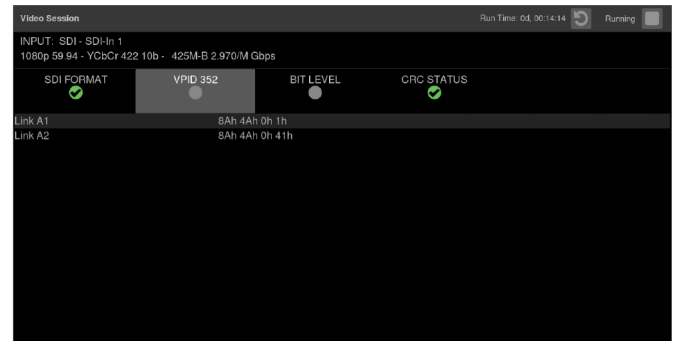 Video Session Run Time: 0d, 00:14:14 Running
INPUT: SDI - SDI-In 1
1080p 59.94 - YCbCr 422 10b - 425M-B 2.970/M Gbps
SDI FORMAT VPID 352 BIT LEVEL CRC STATUS
Link A1 8Ah 4Ah 0h 1h
Link A2 8Ah 4Ah 0h 41h